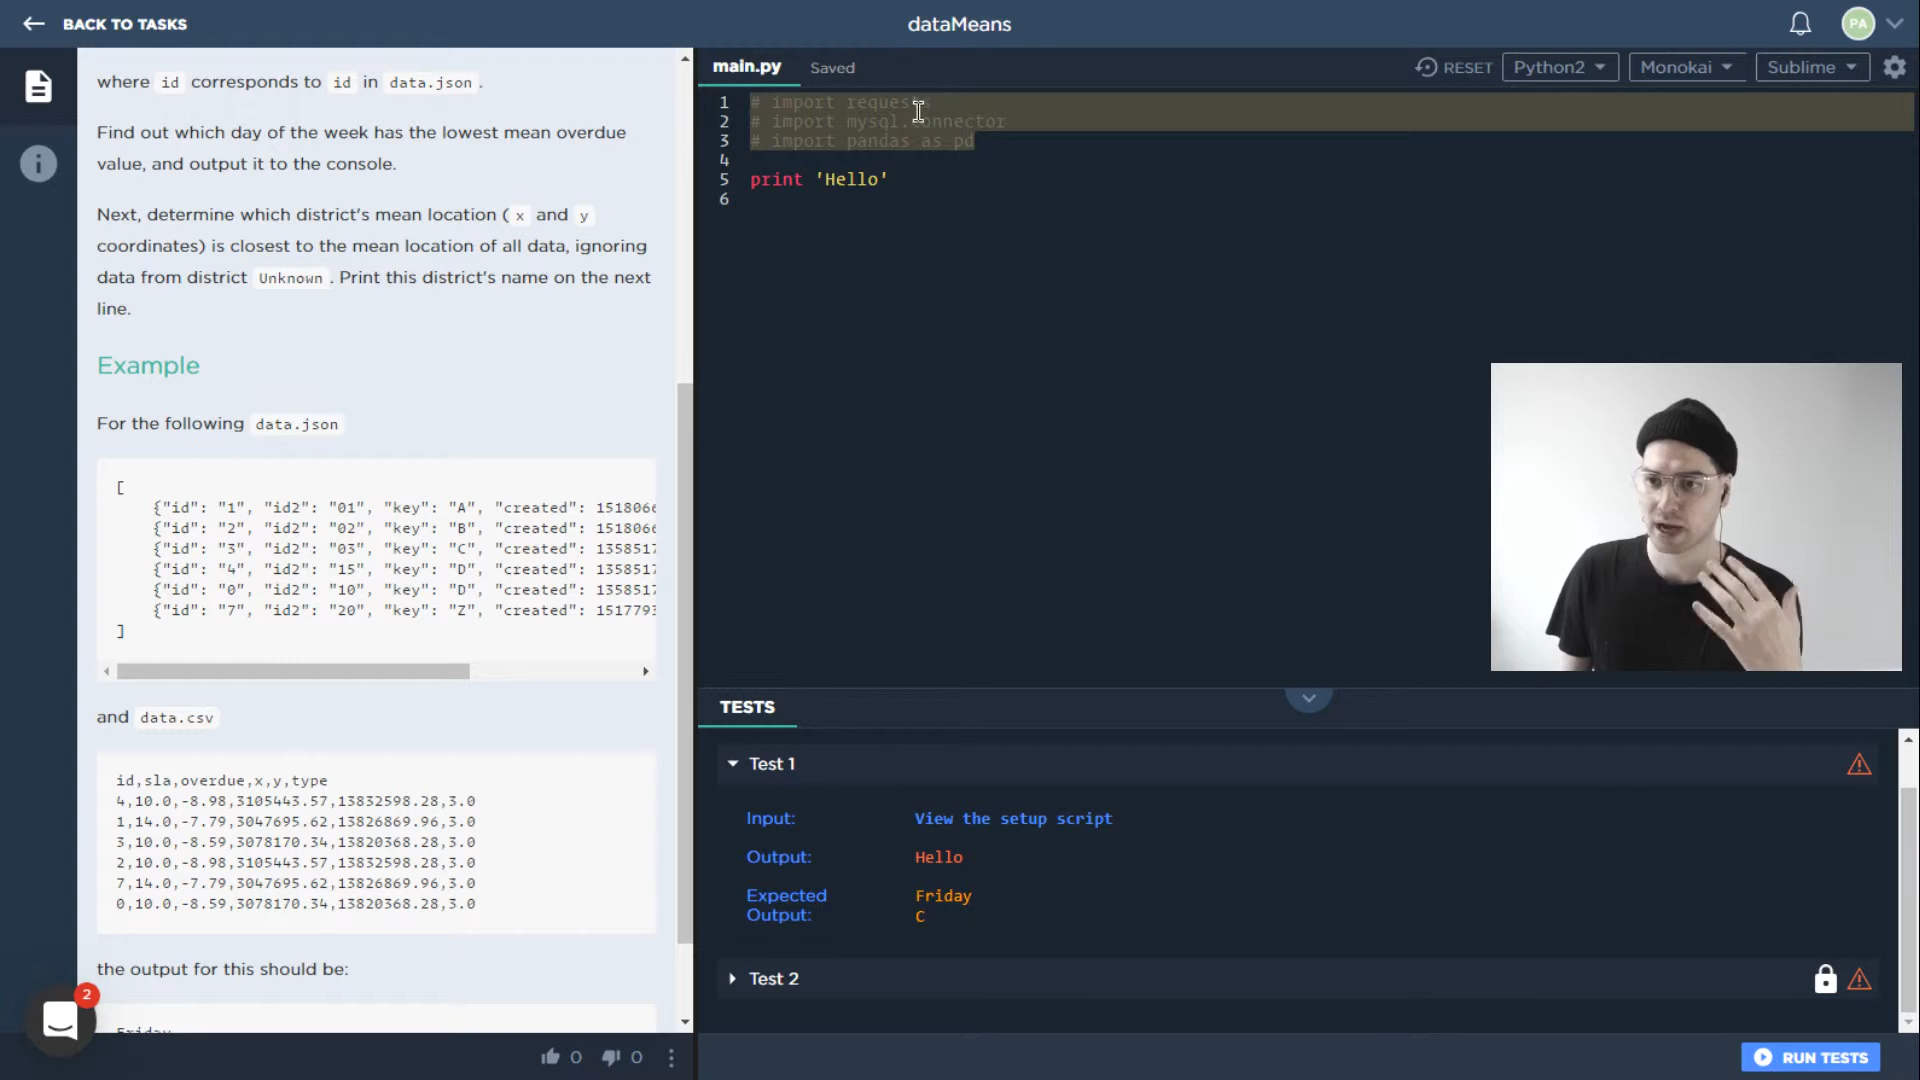 BACK TO TASKS
dataMeans
PA
where id corresponds to id in data.json .
Find out which day of the week has the lowest mean overdue
value, and output it to the console.
Next, determine which district's mean location ( x and y
coordinates) is closest to the mean location of all data, ignoring
data from district Unknown . Print this district's name on the next
line.
Example
For the following data.json
[
{"id": "1", "id2": "01", "key": "A", "created": 1518066
{"id": "2", "id2": "02", "key": "B", "created": 1518066
{"id": "3", "id2": "03", "key": "C", "created": 1358517
{"id": "4", "id2": "15", "key": "D", "created": 1358517
{"id": "0", "id2": "10", "key": "D", "created": 1358517
{"id": "7", "id2": "20", "key": "Z", "created": 1517793
]
and data.csv
id,sla,overdue,x,y,type
4,10.0,-8.98,3105443.57,13832598.28,3.0
1,14.0,-7.79,3047695.62,13826869.96,3.0
3,10.0,-8.59,3078170.34,13820368.28,3.0
2,10.0,-8.98,3105443.57,13832598.28,3.0
7,14.0,-7.79,3047695.62,13826869.96,3.0
0,10.0,-8.59,3078170.34,13820368.28,3.0
the output for this should be:
Friday
2
0
0
main.py
Saved
RESET
Python2
Monokai
Sublime
1 # import requests
2 # import mysql.connector
3 # import pandas as pd
4
5 print 'Hello'
6
TESTS
Test 1
Input: View the setup script
Output: Hello
Expected Friday
Output: C
Test 2
RUN TESTS